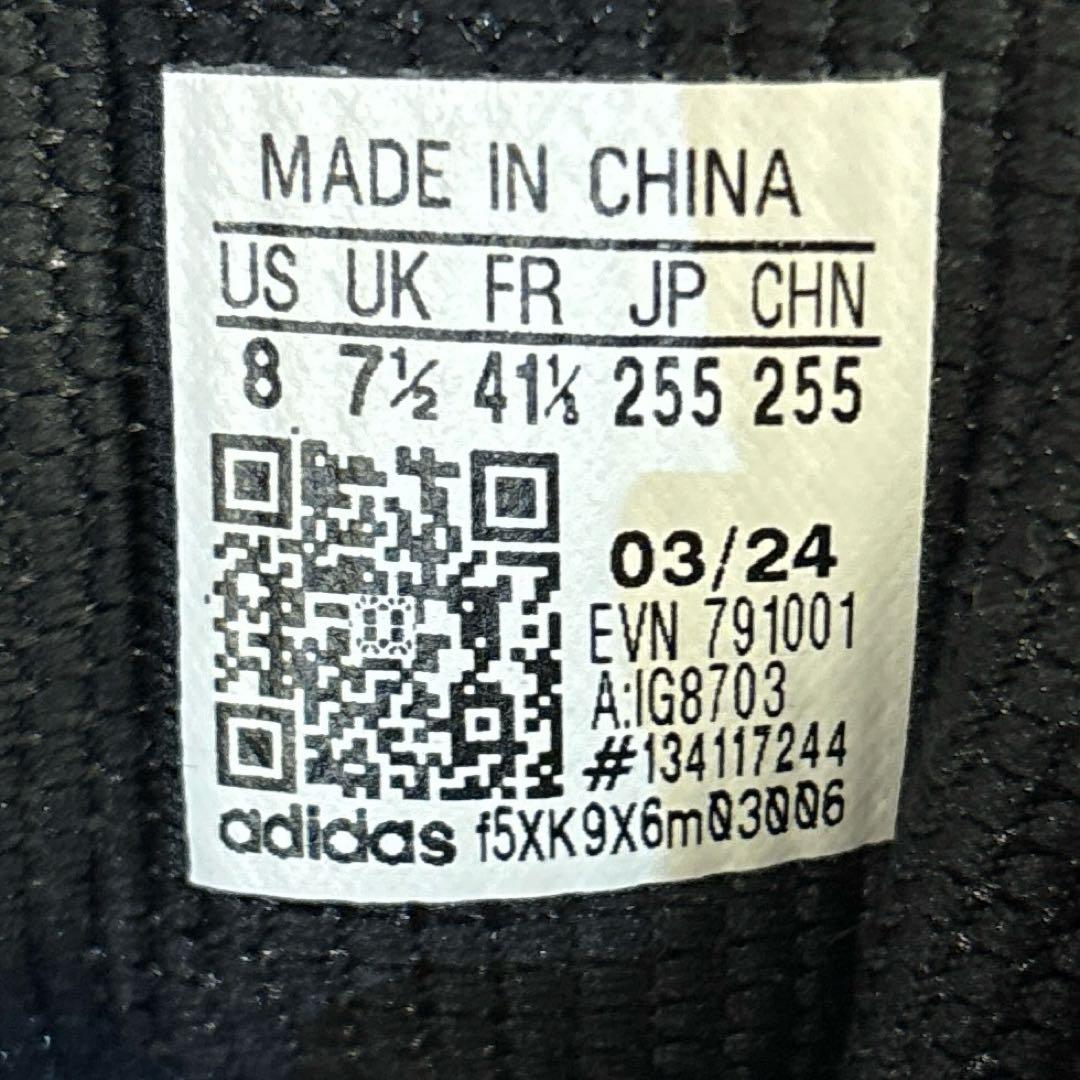 MADE IN CHINA
US UK FR JP CHN
8 7½ 41⅓ 255 255
03/24
EVN 791001
A:IG8703
#134117244
adidas f5XK9X6m03006